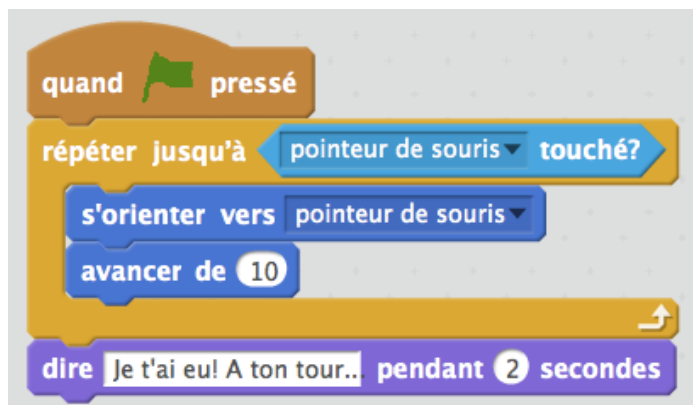 quand pressé
répéter jusqu'à pointeur de souris touché?
s'orienter vers pointeur de souris
avancer de 10
dire Je t'ai eu! A ton tour... pendant 2 secondes